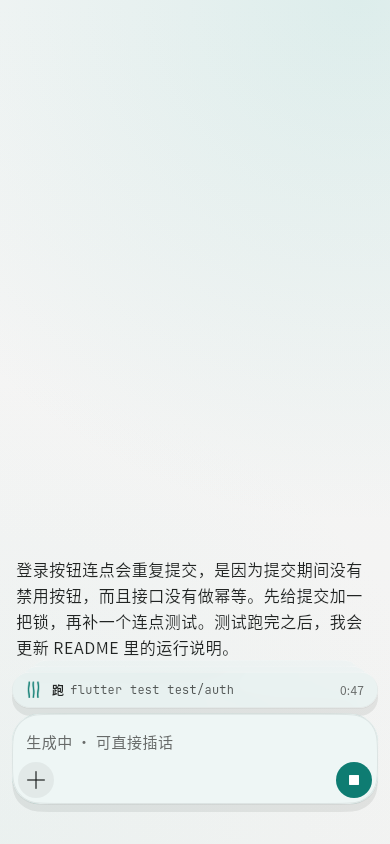 登录按钮连点会重复提交，是因为提交期间没有
禁用按钮，而且接口没有做幂等。先给提交加一
把锁，再补一个连点测试。测试跑完之后，我会
更新 README 里的运行说明。
跑 flutter test test/auth 0:47
生成中 · 可直接插话